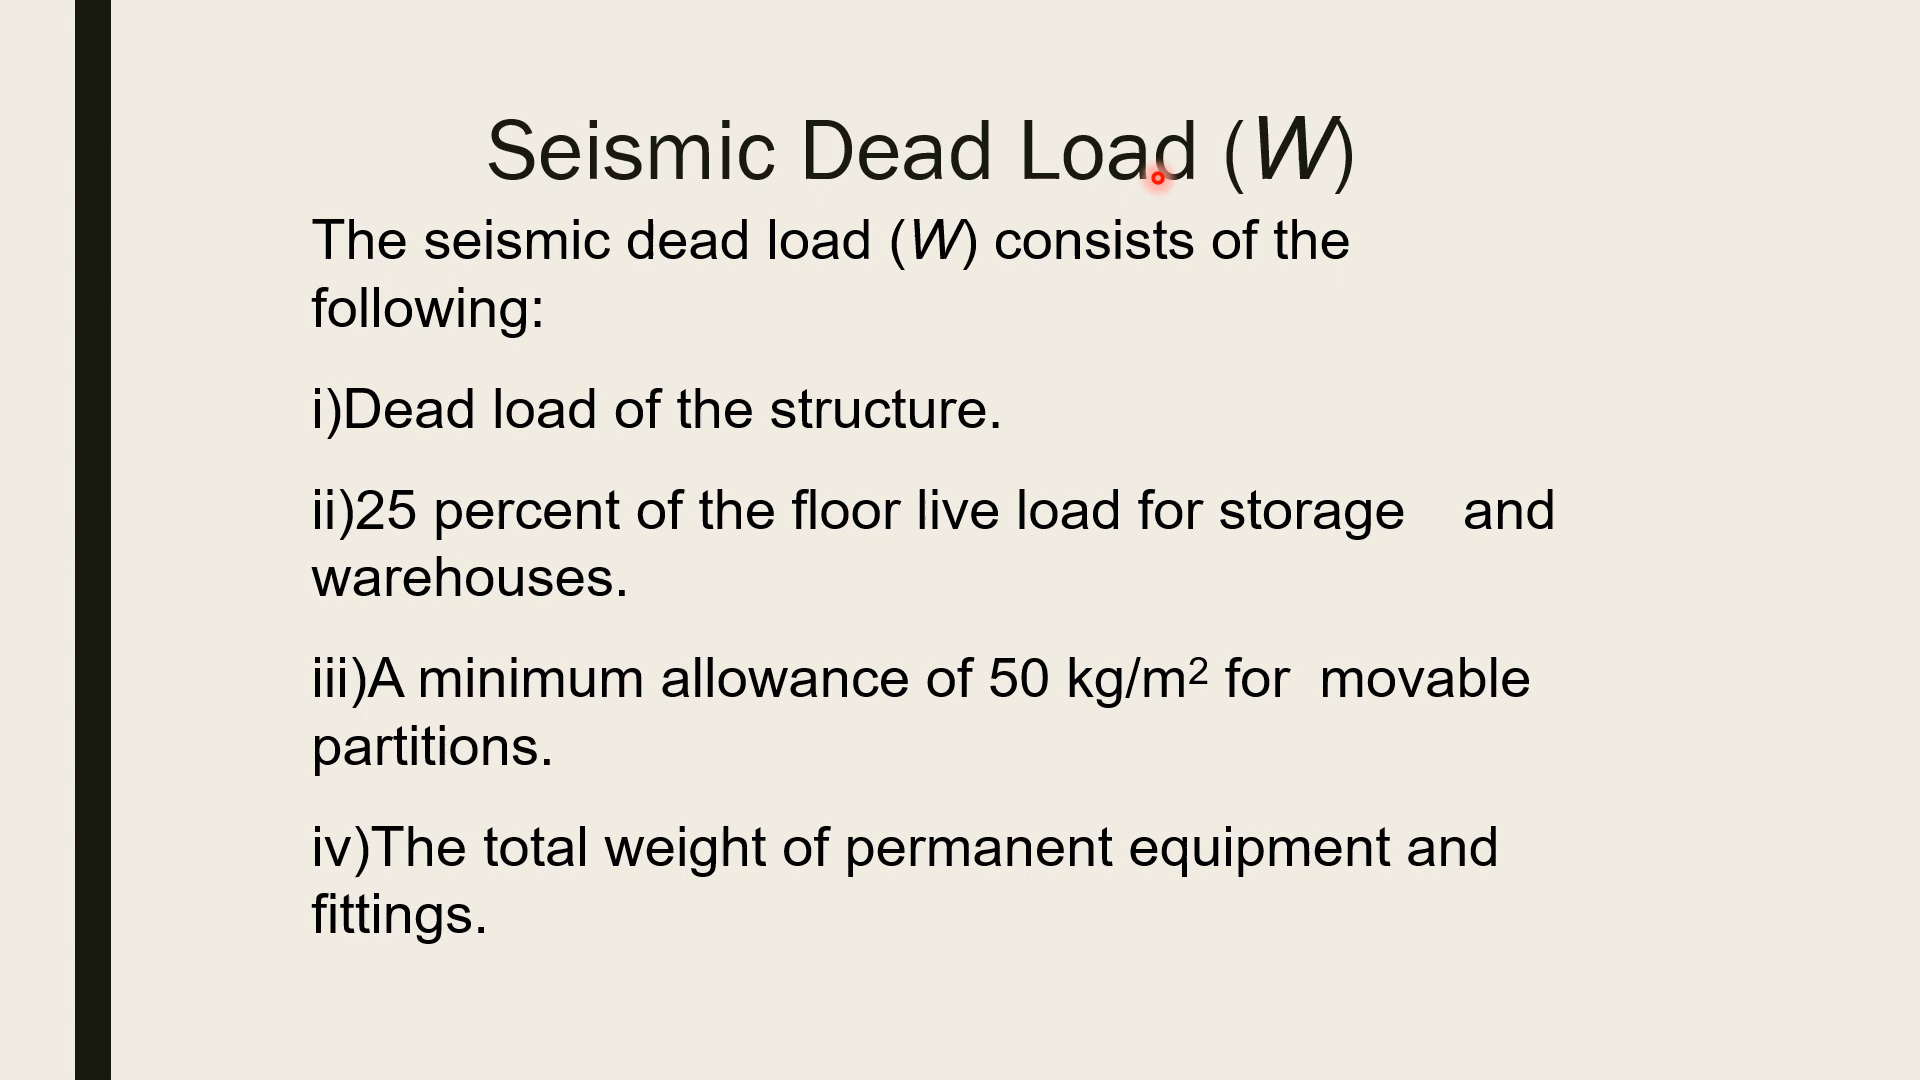 Seismic Dead Load (W)
The seismic dead load (W) consists of the
following:
i)Dead load of the structure.
ii)25 percent of the floor live load for storage and
warehouses.
iii)A minimum allowance of 50 kg/m2 for movable
partitions.
iv)The total weight of permanent equipment and
fittings.